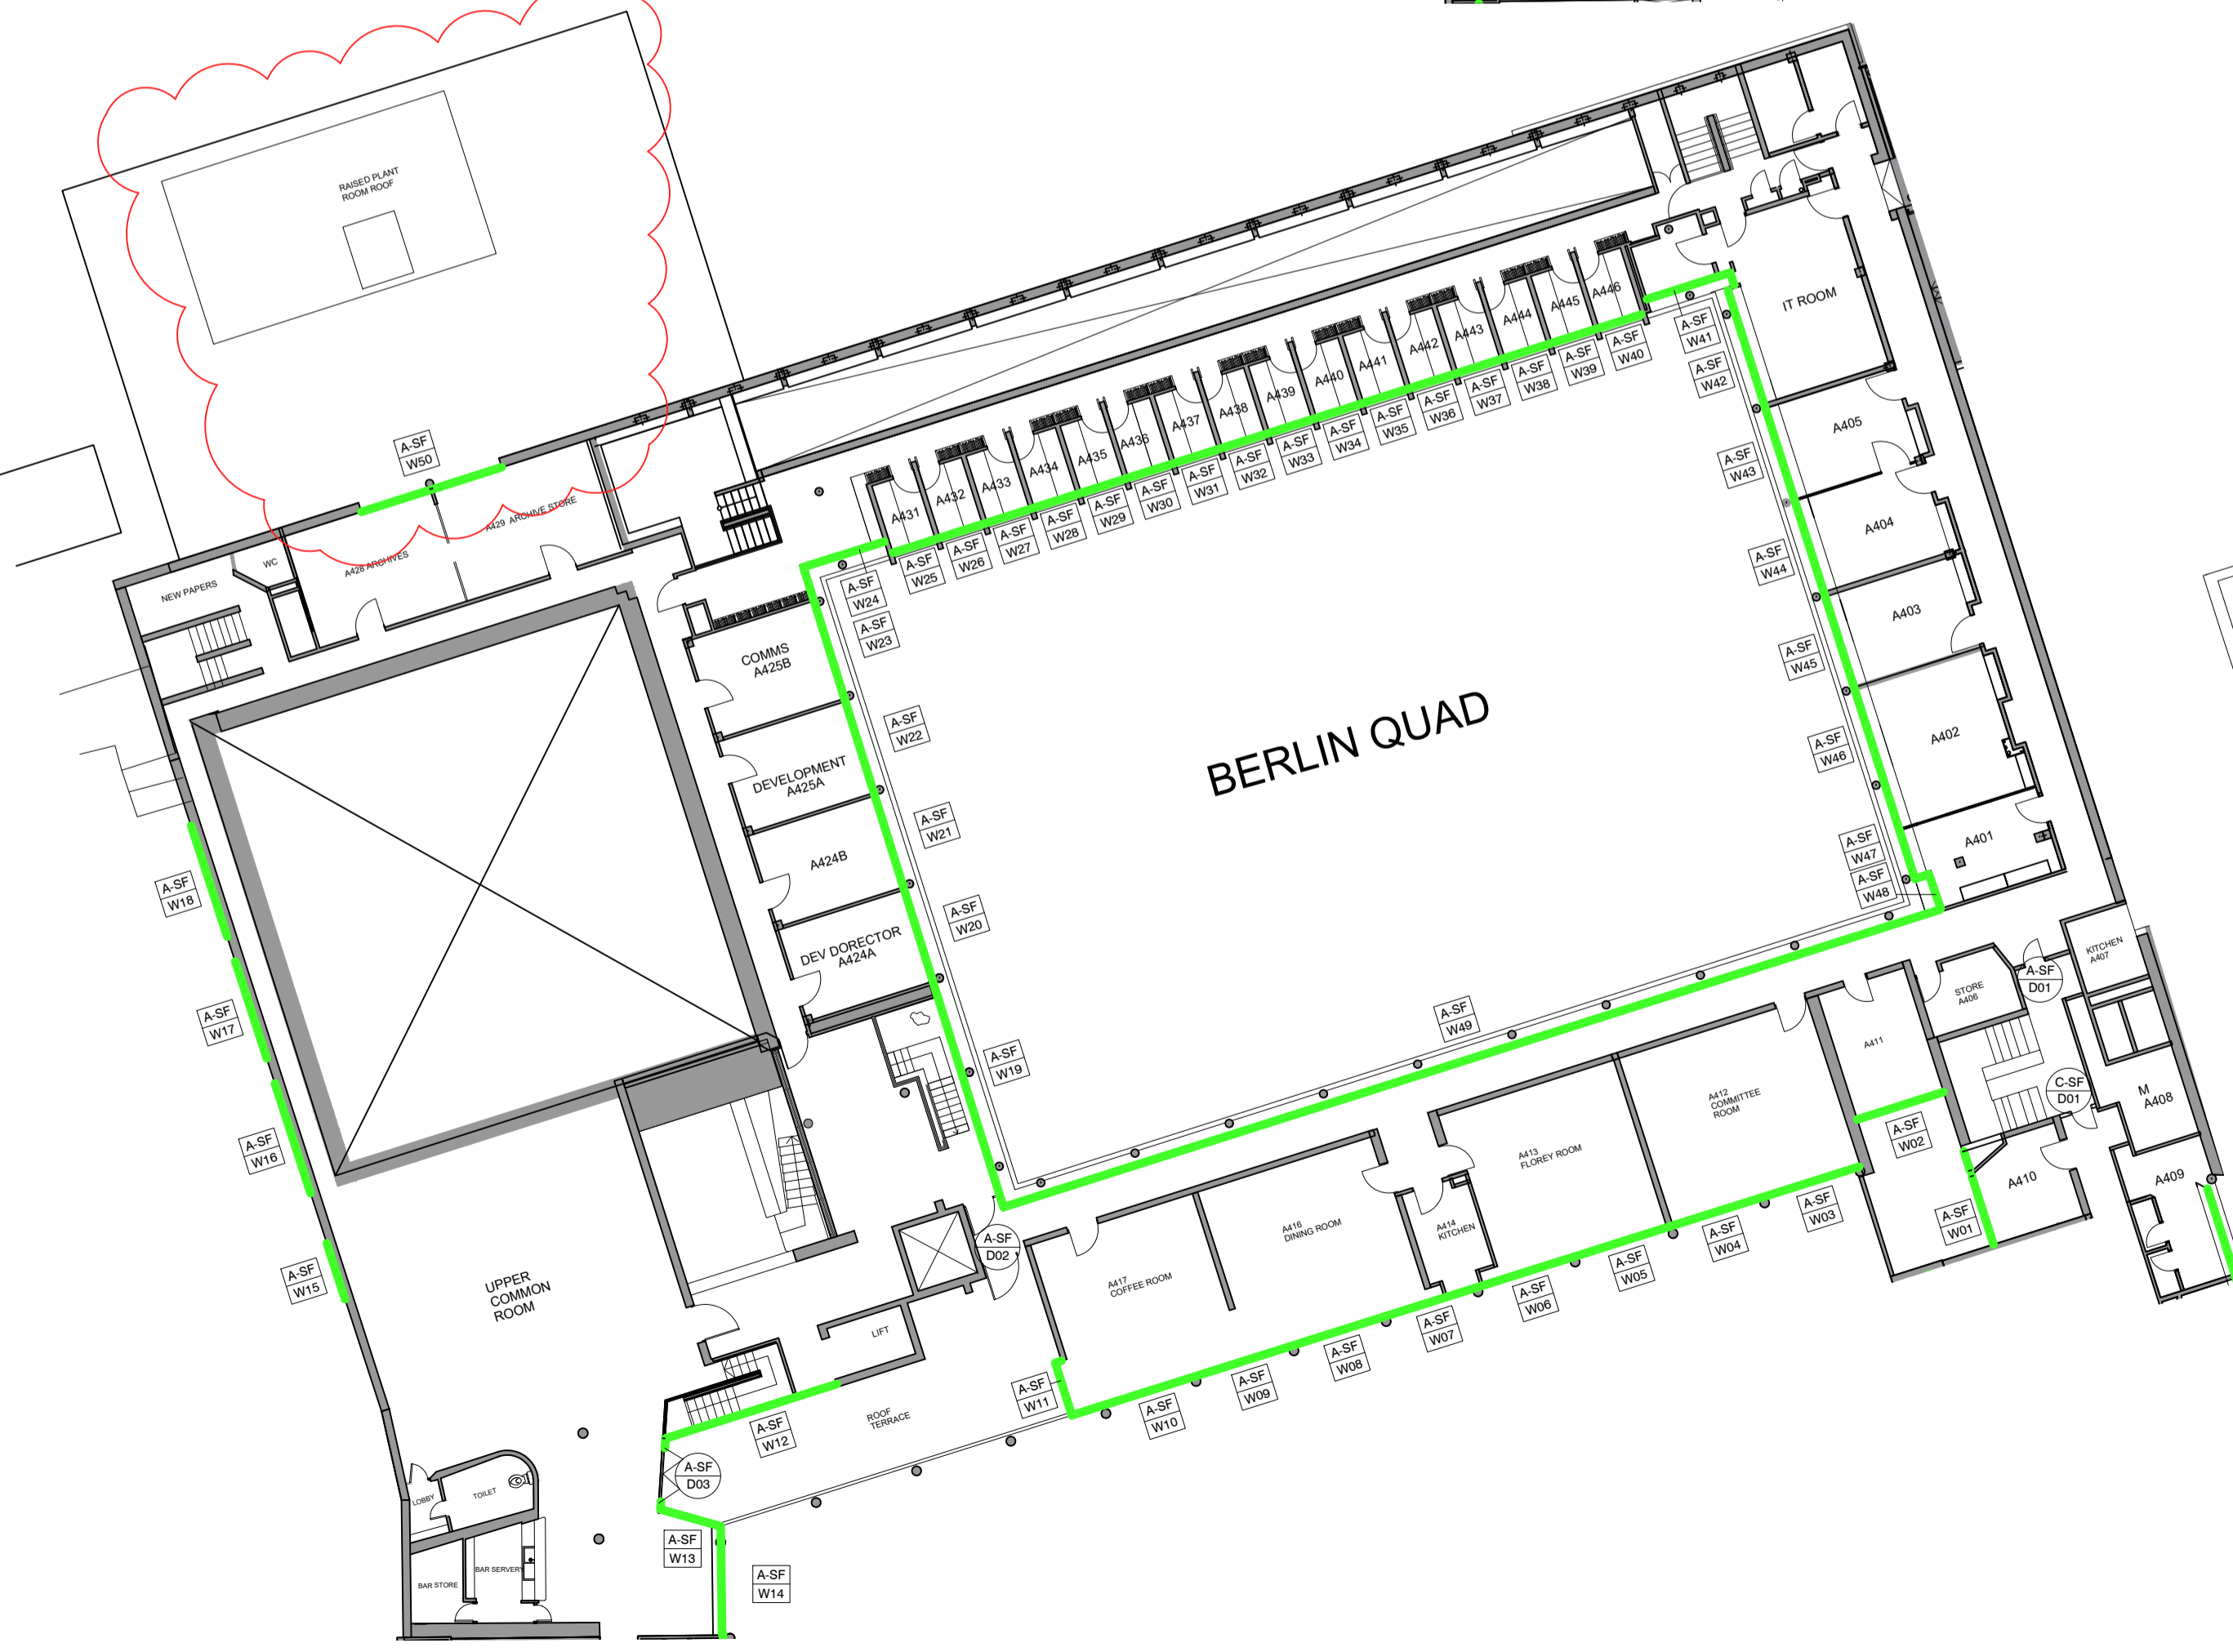 RAISED PLANT
ROOM ROOF
A-SF
W50
A429 ARCHIVE STORE
A428 ARCHIVES
WC
NEW PAPERS
A431
A432
A433
A434
A435
A436
A437
A438
A439
A440
A441
A442
A443
A444
A445
A446
IT ROOM
A-SF
W41
A-SF
W42
A-SF
W40
A-SF
W39
A-SF
W38
A-SF
W37
A-SF
W36
A-SF
W35
A-SF
W34
A-SF
W33
A-SF
W32
A-SF
W31
A-SF
W30
A-SF
W29
A-SF
W28
A-SF
W27
A-SF
W26
A-SF
W25
A-SF
W24
A-SF
W23
A405
A-SF
W43
A404
A-SF
W44
A403
A-SF
W45
A402
A-SF
W46
A401
A-SF
W47
A-SF
W48
COMMS
A425B
A-SF
W22
DEVELOPMENT
A425A
A-SF
W21
A424B
A-SF
W20
DEV DORECTOR
A424A
A-SF
W19
BERLIN QUAD
A-SF
W49
A-SF
W18
A-SF
W17
A-SF
W16
A-SF
W15
KITCHEN
A407
STORE
A406
A-SF
D01
C-SF
D01
M
A408
A409
A410
A411
A-SF
W02
A-SF
W01
A412
COMMITTEE
ROOM
A413
FLOREY ROOM
A414
KITCHEN
A416
DINING ROOM
A417
COFFEE ROOM
A-SF
W03
A-SF
W04
A-SF
W05
A-SF
W06
A-SF
W07
A-SF
W08
A-SF
W09
A-SF
W10
A-SF
W11
A-SF
D02
UPPER
COMMON
ROOM
LIFT
ROOF
TERRACE
A-SF
W12
A-SF
D03
A-SF
W13
A-SF
W14
LOBBY
TOILET
BAR STORE
BAR SERVERY